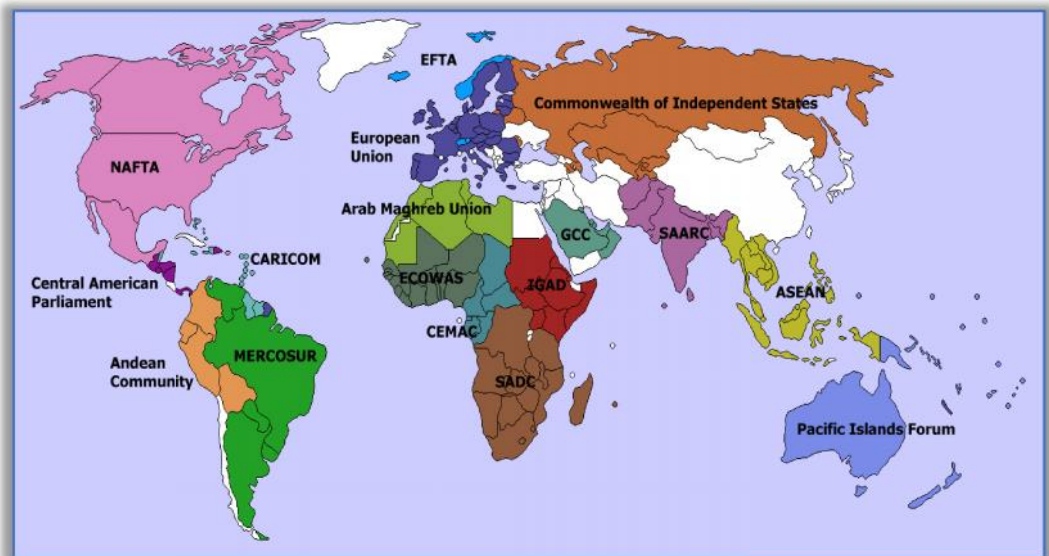 EFTA
Commonwealth of Independent States
European
Union
NAFTA
Arab Maghreb Union
GCC
SAARC
CARICOM
ECOWAS
IGAD
Central American
Parliament
ASEAN
CEMAC
MERCOSUR
Andean
Community
SADC
Pacific Islands Forum